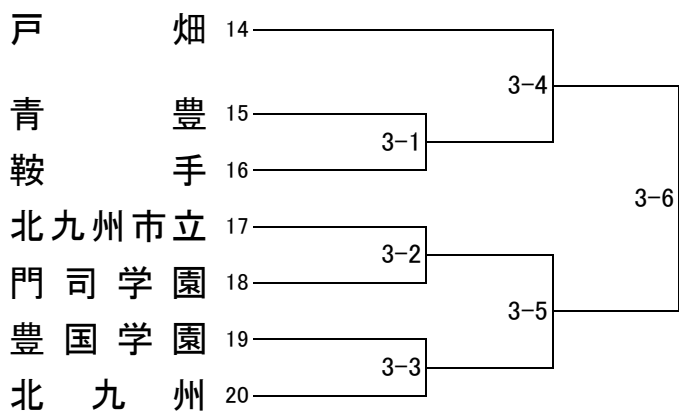 戸畑 14
3-4
青豊 15
3-1
鞍手 16
3-6
北九州市立 17
3-2
門司学園 18
3-5
豊国学園 19
3-3
北九州 20